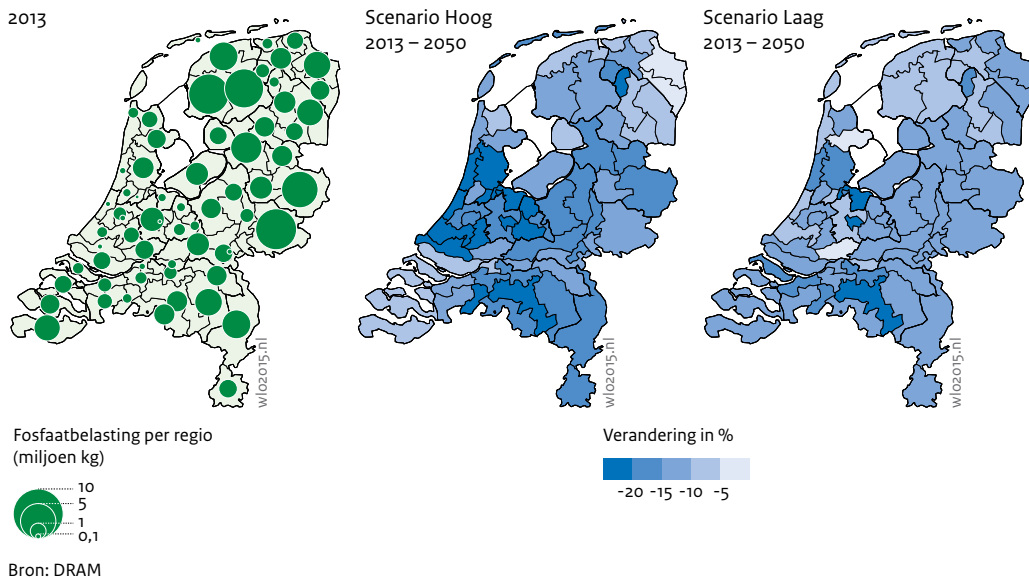 2013
Scenario Hoog
2013 – 2050
Scenario Laag
2013 – 2050
wlo2015.nl
wlo2015.nl
wlo2015.nl
Fosfaatbelasting per regio
(miljoen kg)
10
5
1
0,1
Verandering in %
-20 -15 -10 -5
Bron: DRAM